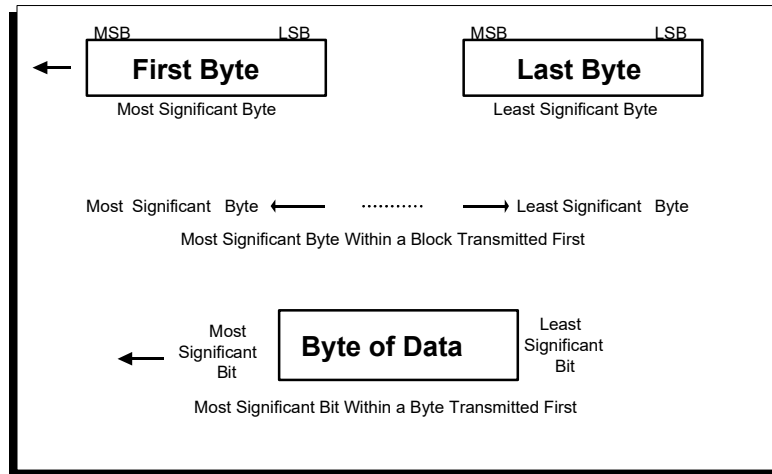 MSB LSB MSB LSB
First Byte Last Byte
Most Significant Byte Least Significant Byte
Most Significant Byte ........... Least Significant Byte
Most Significant Byte Within a Block Transmitted First
Most
Significant
Bit
Byte of Data
Least
Significant
Bit
Most Significant Bit Within a Byte Transmitted First